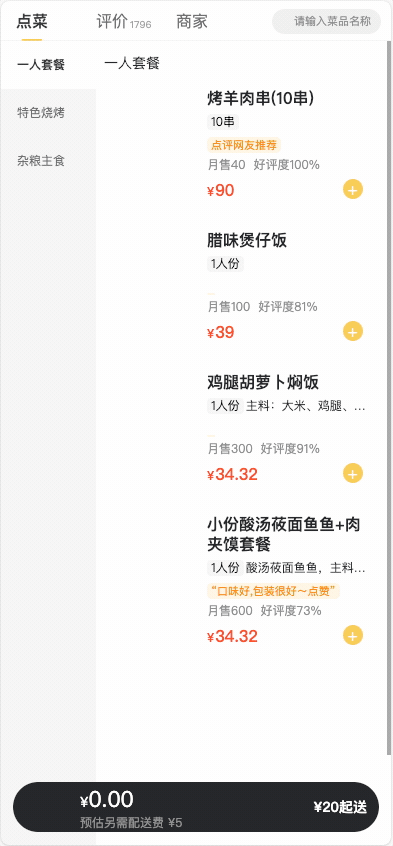 点菜 评价 1796 商家 请输入菜品名称
一人套餐
特色烧烤
杂粮主食
一人套餐
烤羊肉串(10串)
10串
点评网友推荐
月售40 好评度100%
¥90
+
腊味煲仔饭
1人份
月售100 好评度81%
¥39
+
鸡腿胡萝卜焖饭
1人份 主料：大米、鸡腿、...
月售300 好评度91%
¥34.32
+
小份酸汤莜面鱼鱼+肉
夹馍套餐
1人份 酸汤莜面鱼鱼，主料...
“口味好,包装很好～点赞”
月售600 好评度73%
¥34.32
+
¥0.00
预估另需配送费 ¥5
¥20起送